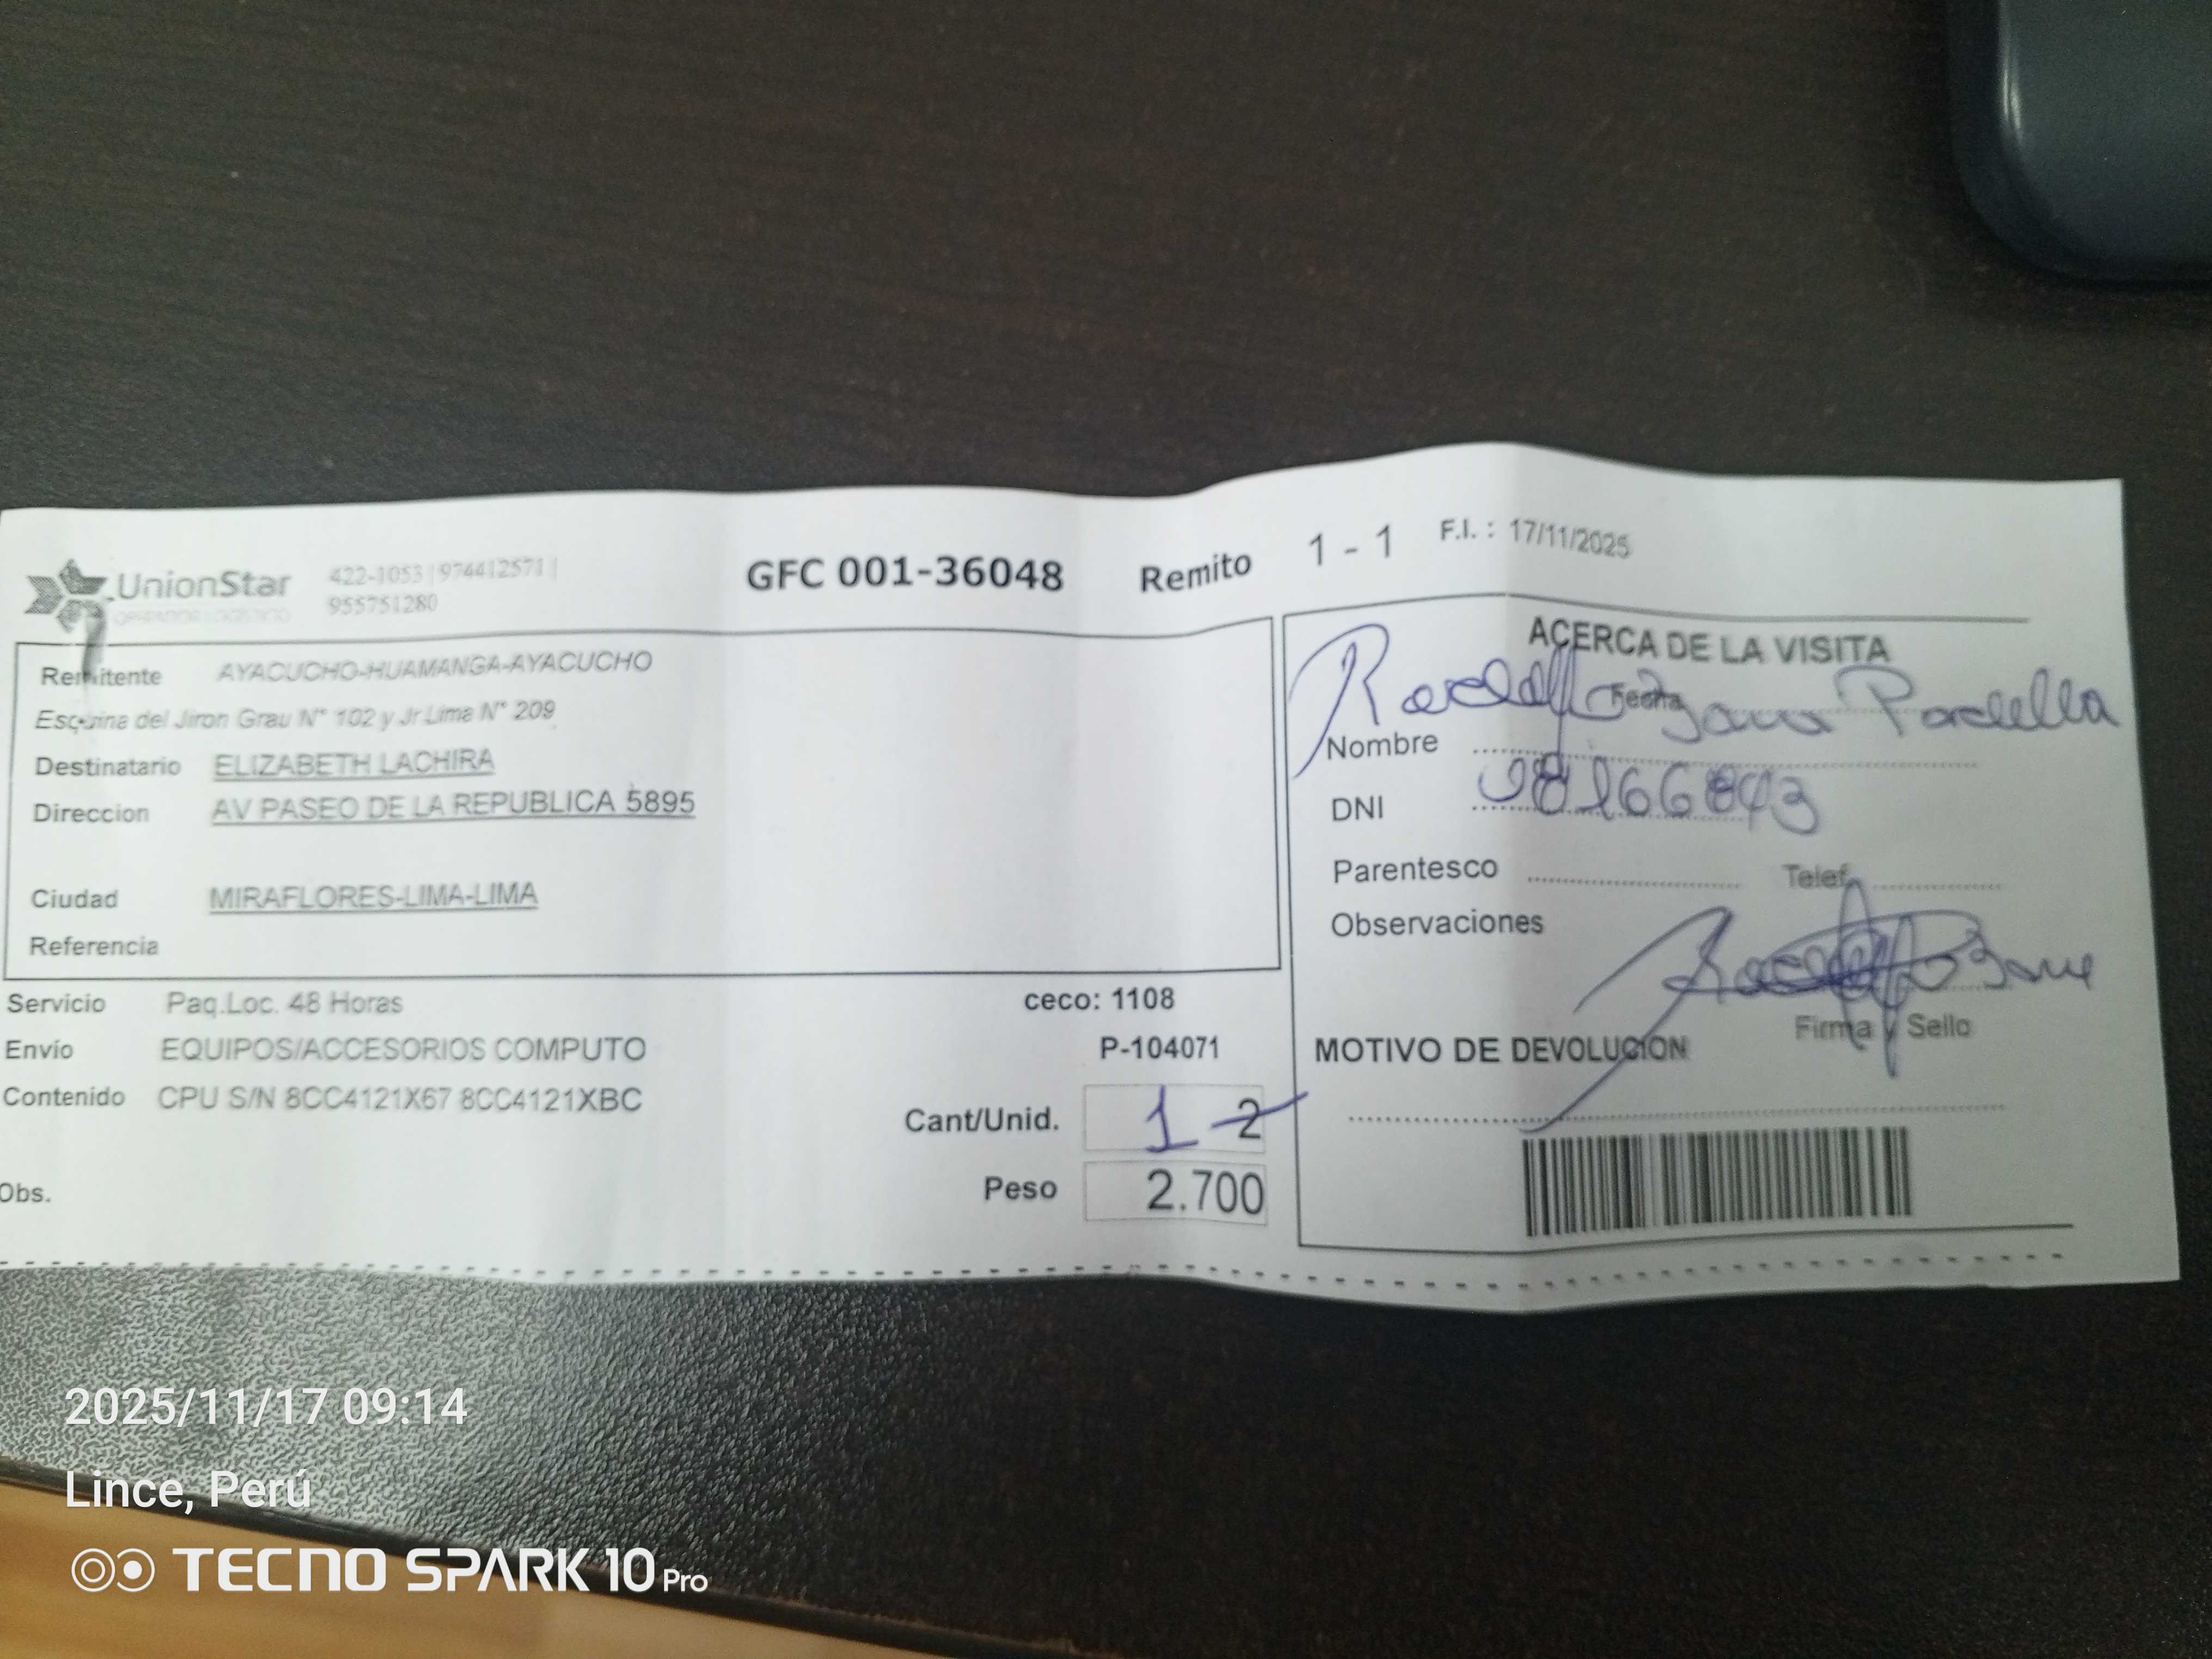 UnionStar
OPERADOR LOGISTICO
422-1053 | 974412571 |
955751280
GFC 001-36048
Remito 1 - 1
F.I. : 17/11/2025
Remitente AYACUCHO-HUAMANGA-AYACUCHO
Esquina del Jiron Grau N° 102 y Jr Lima N° 209
Destinatario ELIZABETH LACHIRA
Direccion AV PASEO DE LA REPUBLICA 5895
Ciudad MIRAFLORES-LIMA-LIMA
Referencia
Servicio Paq.Loc. 48 Horas
ceco: 1108
Envío EQUIPOS/ACCESORIOS COMPUTO
P-104071
Contenido CPU S/N 8CC4121X67 8CC4121XBC
Cant/Unid. 1 2
Peso 2.700
Obs.
ACERCA DE LA VISITA
Fecha
Nombre
DNI
Parentesco Telef.
Observaciones
Firma y Sello
MOTIVO DE DEVOLUCION
2025/11/17 09:14
Lince, Perú
TECNO SPARK 10 Pro